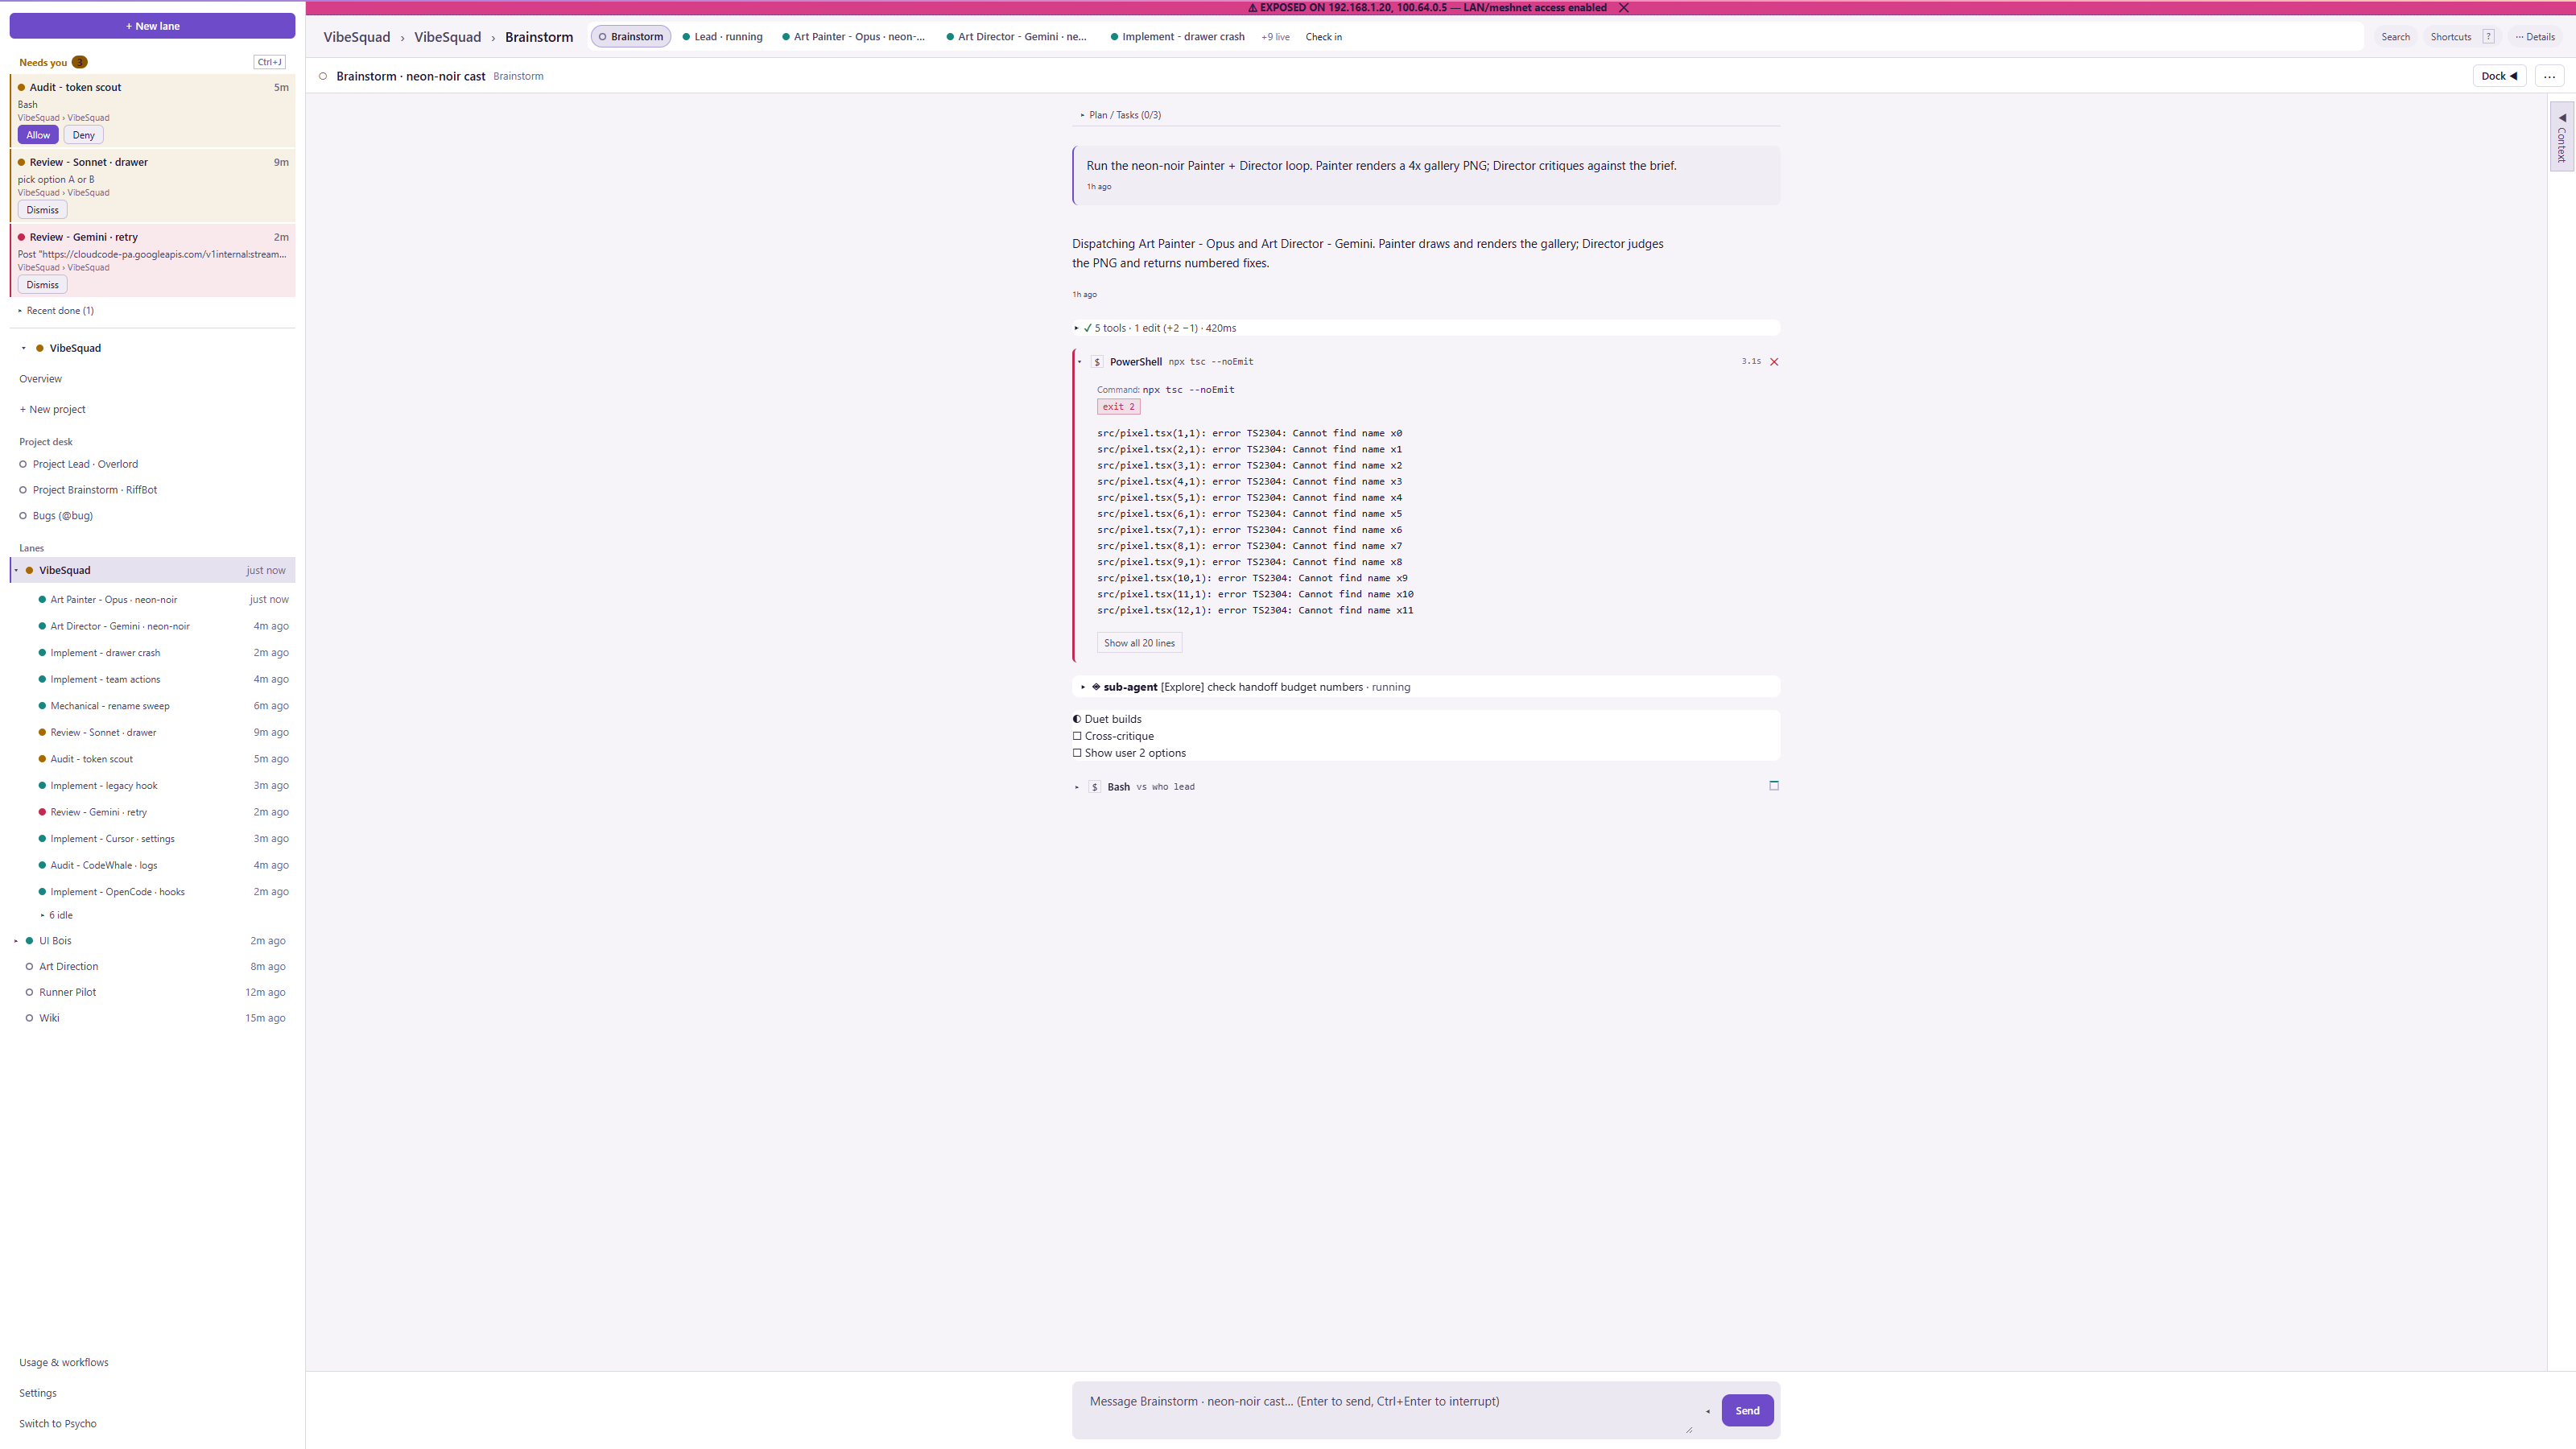 ⚠ EXPOSED ON 192.168.1.20, 100.64.0.5 — LAN/meshnet access enabled
+ New lane
Needs you 3 Ctrl+J
Audit - token scout 5m
Bash
VibeSquad › VibeSquad
Allow Deny
Review - Sonnet · drawer 9m
pick option A or B
VibeSquad › VibeSquad
Dismiss
Review - Gemini · retry 2m
Post "https://cloudcode-pa.googleapis.com/v1internal:stream...
VibeSquad › VibeSquad
Dismiss
Recent done (1)
VibeSquad
Overview
+ New project
Project desk
Project Lead · Overlord
Project Brainstorm · RiffBot
Bugs (@bug)
Lanes
VibeSquad just now
Art Painter - Opus · neon-noir just now
Art Director - Gemini · neon-noir 4m ago
Implement - drawer crash 2m ago
Implement - team actions 4m ago
Mechanical - rename sweep 6m ago
Review - Sonnet · drawer 9m ago
Audit - token scout 5m ago
Implement - legacy hook 3m ago
Review - Gemini · retry 2m ago
Implement - Cursor · settings 3m ago
Audit - CodeWhale · logs 4m ago
Implement - OpenCode · hooks 2m ago
6 idle
UI Bois 2m ago
Art Direction 8m ago
Runner Pilot 12m ago
Wiki 15m ago
Usage & workflows
Settings
Switch to Psycho
VibeSquad › VibeSquad › Brainstorm
Brainstorm Lead · running Art Painter - Opus · neon-... Art Director - Gemini · ne... Implement - drawer crash +9 live Check in
Search Shortcuts ? ··· Details
Brainstorm · neon-noir cast Brainstorm
Dock ◀ ...
◀ Context
Plan / Tasks (0/3)
Run the neon-noir Painter + Director loop. Painter renders a 4x gallery PNG; Director critiques against the brief.
1h ago
Dispatching Art Painter - Opus and Art Director - Gemini. Painter draws and renders the gallery; Director judges
the PNG and returns numbered fixes.
1h ago
✓ 5 tools · 1 edit (+2 −1) · 420ms
$ PowerShell npx tsc --noEmit 3.1s
Command: npx tsc --noEmit
exit 2
src/pixel.tsx(1,1): error TS2304: Cannot find name x0
src/pixel.tsx(2,1): error TS2304: Cannot find name x1
src/pixel.tsx(3,1): error TS2304: Cannot find name x2
src/pixel.tsx(4,1): error TS2304: Cannot find name x3
src/pixel.tsx(5,1): error TS2304: Cannot find name x4
src/pixel.tsx(6,1): error TS2304: Cannot find name x5
src/pixel.tsx(7,1): error TS2304: Cannot find name x6
src/pixel.tsx(8,1): error TS2304: Cannot find name x7
src/pixel.tsx(9,1): error TS2304: Cannot find name x8
src/pixel.tsx(10,1): error TS2304: Cannot find name x9
src/pixel.tsx(11,1): error TS2304: Cannot find name x10
src/pixel.tsx(12,1): error TS2304: Cannot find name x11
Show all 20 lines
sub-agent [Explore] check handoff budget numbers · running
◐ Duet builds
☐ Cross-critique
☐ Show user 2 options
$ Bash vs who lead
Message Brainstorm · neon-noir cast... (Enter to send, Ctrl+Enter to interrupt)
Send